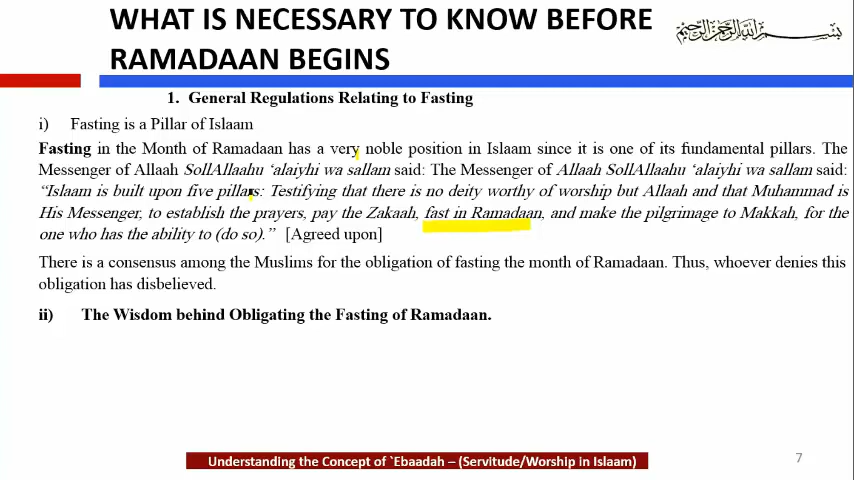 WHAT IS NECESSARY TO KNOW BEFORE
RAMADAAN BEGINS
بسم الله الرحمن الرحيم
1. General Regulations Relating to Fasting
i) Fasting is a Pillar of Islaam
Fasting in the Month of Ramadaan has a very noble position in Islaam since it is one of its fundamental pillars. The
Messenger of Allaah SollAllaahu ‘alaiyhi wa sallam said: The Messenger of Allaah SollAllaahu ‘alaiyhi wa sallam said:
“Islaam is built upon five pillars: Testifying that there is no deity worthy of worship but Allaah and that Muhammad is
His Messenger, to establish the prayers, pay the Zakaah, fast in Ramadaan, and make the pilgrimage to Makkah, for the
one who has the ability to (do so).” [Agreed upon]
There is a consensus among the Muslims for the obligation of fasting the month of Ramadaan. Thus, whoever denies this
obligation has disbelieved.
ii) The Wisdom behind Obligating the Fasting of Ramadaan.
Understanding the Concept of `Ebaadah – (Servitude/Worship in Islaam)
7